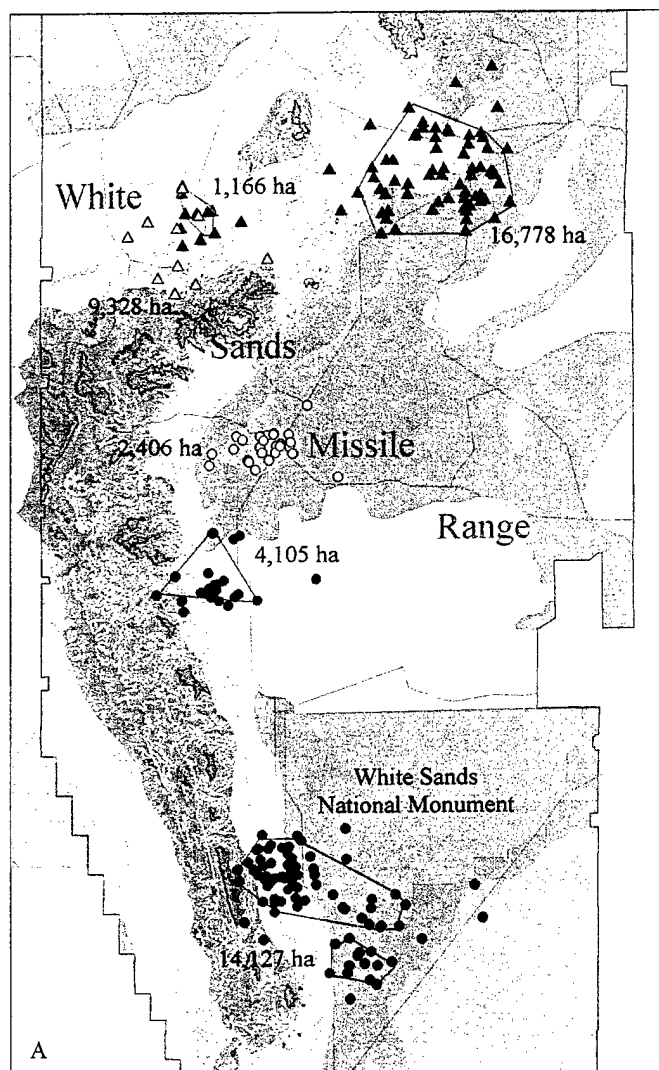 1,166 ha
White
16,778 ha
9,328 ha
Sands
2,406 ha
Missile
Range
4,105 ha
White Sands
National Monument
14,127 ha
A